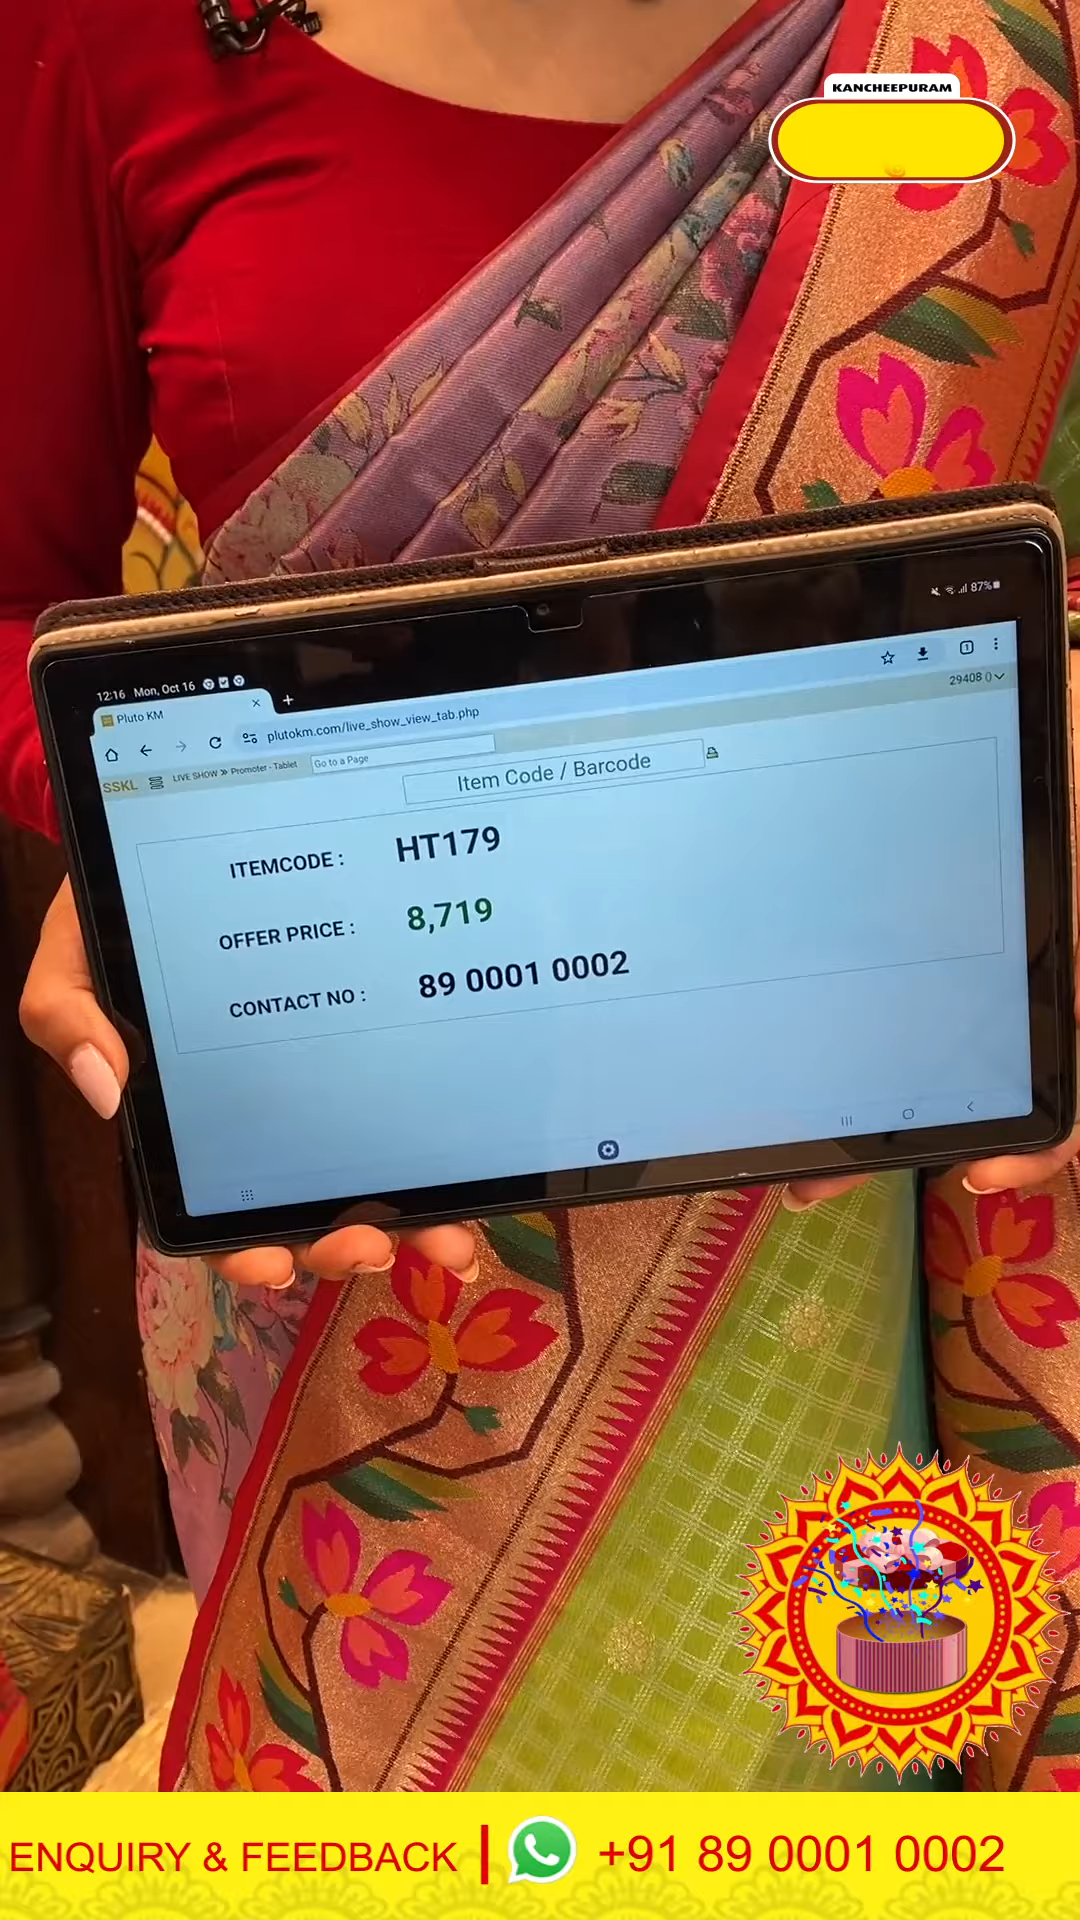 KANCHEEPURAM
87%
12:16 Mon, Oct 16
Pluto KM
plutokm.com/live_show_view_tab.php
29408 ()
SSKL
LIVE SHOW » Promoter - Tablet
Go to a Page
Item Code / Barcode
ITEMCODE : HT179
OFFER PRICE : 8,719
CONTACT NO : 89 0001 0002
ENQUIRY & FEEDBACK | +91 89 0001 0002